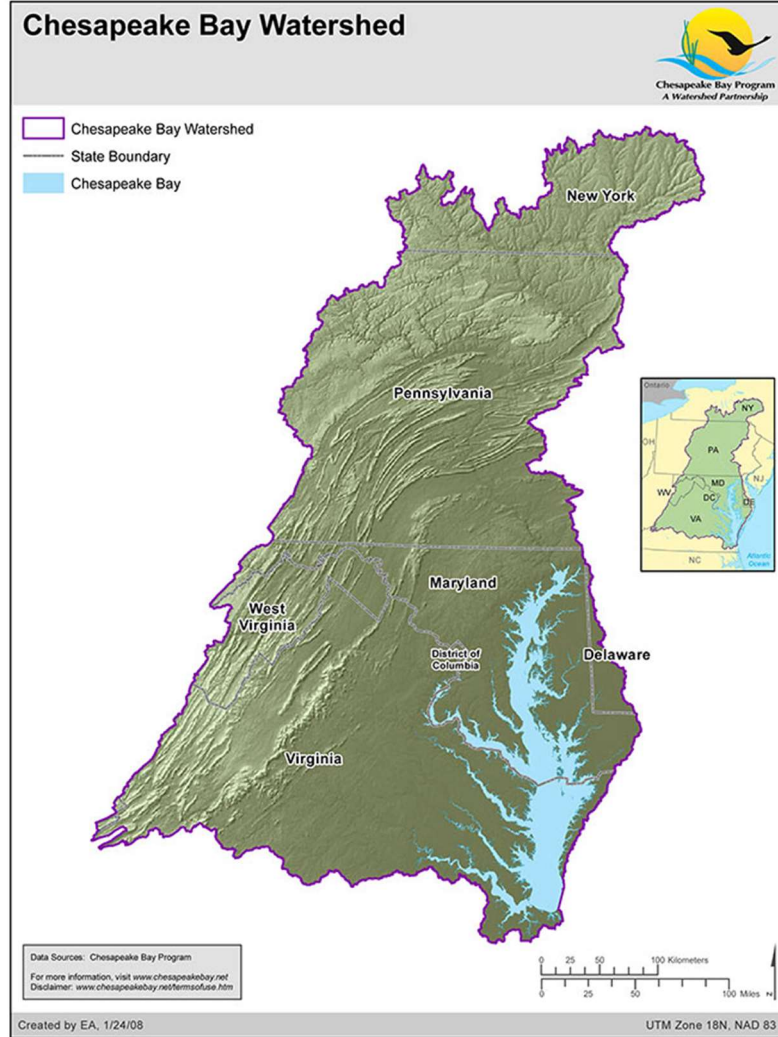 Chesapeake Bay Watershed
Chesapeake Bay Program
A Watershed Partnership
Chesapeake Bay Watershed
State Boundary
Chesapeake Bay
New York
Pennsylvania
Ontario
NY
OH
PA
NJ
MD
WV
DC
DE
VA
Atlantic
Ocean
NC
Maryland
West
Virginia
District of
Columbia
Delaware
Virginia
Data Sources: Chesapeake Bay Program
For more information, visit www.chesapeakebay.net
Disclaimer: www.chesapeakebay.net/termsofuse.htm
0 25 50 100 Kilometers
0 25 50 100 Miles
N
Created by EA, 1/24/08
UTM Zone 18N, NAD 83